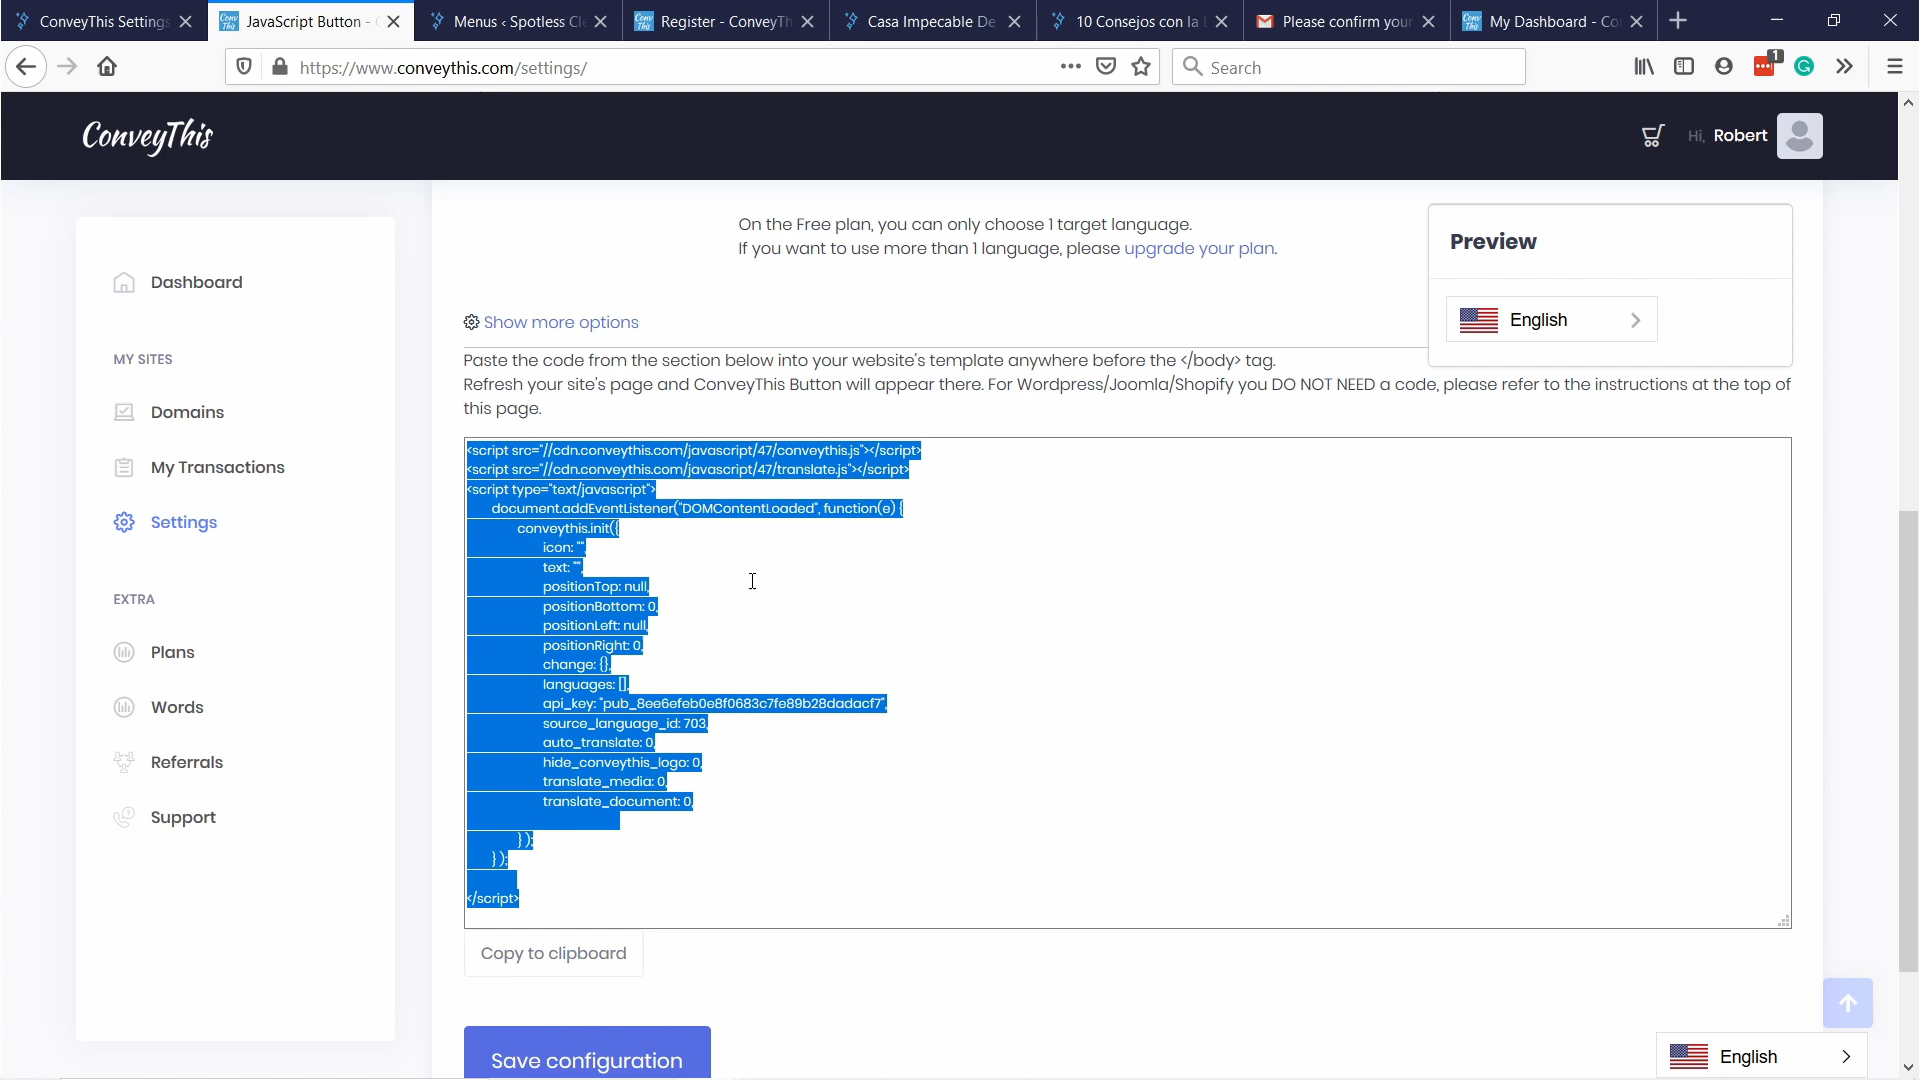 ConveyThis Settings
JavaScript Button -
Menus ‹ Spotless Cl
Register - ConveyTh
Casa Impecable De
10 Consejos con la
Please confirm your
My Dashboard - Co
https://www.conveythis.com/settings/
Search
1
ConveyThis
Hi, Robert
Dashboard
MY SITES
Domains
My Transactions
Settings
EXTRA
Plans
Words
Referrals
Support
On the Free plan, you can only choose 1 target language.
If you want to use more than 1 language, please upgrade your plan.
Preview
English
Show more options
Paste the code from the section below into your website's template anywhere before the </body> tag.
Refresh your site's page and ConveyThis Button will appear there. For Wordpress/Joomla/Shopify you DO NOT NEED a code, please refer to the instructions at the top of
this page.
<script src="//cdn.conveythis.com/javascript/47/conveythis.js"></script>
<script src="//cdn.conveythis.com/javascript/47/translate.js"></script>
<script type="text/javascript">
document.addEventListener("DOMContentLoaded", function(e) {
conveythis.init({
icon: "",
text: "",
positionTop: null,
positionBottom: 0,
positionLeft: null,
positionRight: 0,
change: {},
languages: [],
api_key: "pub_8ee6efeb0e8f0683c7fe89b28dadacf7",
source_language_id: 703,
auto_translate: 0,
hide_conveythis_logo: 0,
translate_media: 0,
translate_document: 0,
});
});
</script>
Copy to clipboard
Save configuration
English